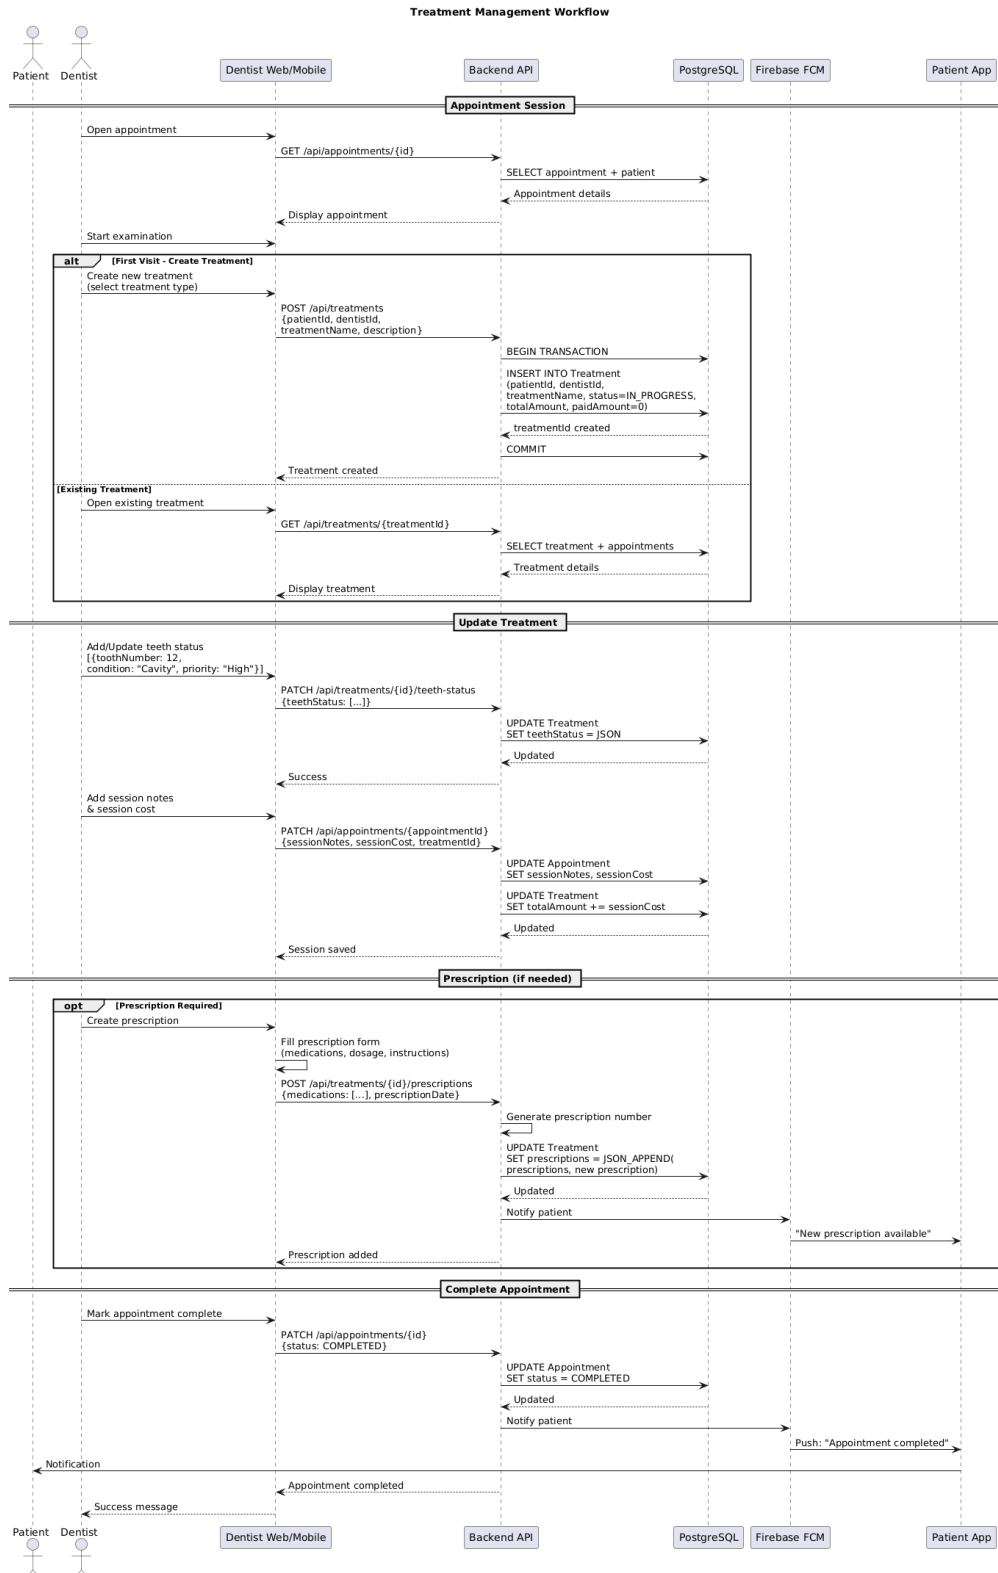 Treatment Management Workflow
Patient
Dentist
Dentist Web/Mobile
Backend API
PostgreSQL
Firebase FCM
Patient App
Appointment Session
Open appointment
GET /api/appointments/{id}
SELECT appointment + patient
Appointment details
Display appointment
Start examination
alt
[First Visit - Create Treatment]
Create new treatment
(select treatment type)
POST /api/treatments
{patientId, dentistId,
treatmentName, description}
BEGIN TRANSACTION
INSERT INTO Treatment
(patientId, dentistId,
treatmentName, status=IN_PROGRESS,
totalAmount, paidAmount=0)
treatmentId created
COMMIT
Treatment created
[Existing Treatment]
Open existing treatment
GET /api/treatments/{treatmentId}
SELECT treatment + appointments
Treatment details
Display treatment
Update Treatment
Add/Update teeth status
[{toothNumber: 12,
condition: "Cavity", priority: "High"}]
PATCH /api/treatments/{id}/teeth-status
{teethStatus: [...]}
UPDATE Treatment
SET teethStatus = JSON
Updated
Success
Add session notes
& session cost
PATCH /api/appointments/{appointmentId}
{sessionNotes, sessionCost, treatmentId}
UPDATE Appointment
SET sessionNotes, sessionCost
UPDATE Treatment
SET totalAmount += sessionCost
Updated
Session saved
Prescription (if needed)
opt
[Prescription Required]
Create prescription
Fill prescription form
(medications, dosage, instructions)
POST /api/treatments/{id}/prescriptions
{medications: [...], prescriptionDate}
Generate prescription number
UPDATE Treatment
SET prescriptions = JSON_APPEND(
prescriptions, new prescription)
Updated
Notify patient
"New prescription available"
Prescription added
Complete Appointment
Mark appointment complete
PATCH /api/appointments/{id}
{status: COMPLETED}
UPDATE Appointment
SET status = COMPLETED
Updated
Notify patient
Push: "Appointment completed"
Notification
Appointment completed
Success message
Patient
Dentist
Dentist Web/Mobile
Backend API
PostgreSQL
Firebase FCM
Patient App